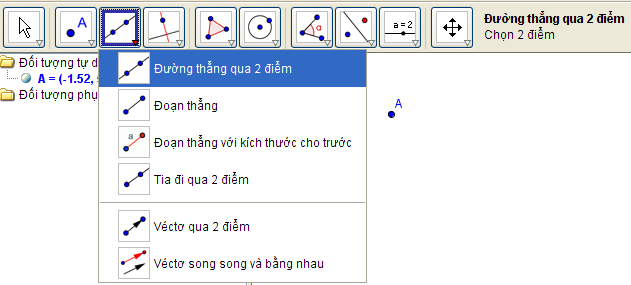 A
a = 2
Đường thẳng qua 2 điểm
Chọn 2 điểm
Đối tượng tự d
A = (-1.52,
Đối tượng phụ
Đường thẳng qua 2 điểm
Đoạn thẳng
a
Đoạn thẳng với kích thước cho trước
Tia đi qua 2 điểm
Véctơ qua 2 điểm
Véctơ song song và bằng nhau
A